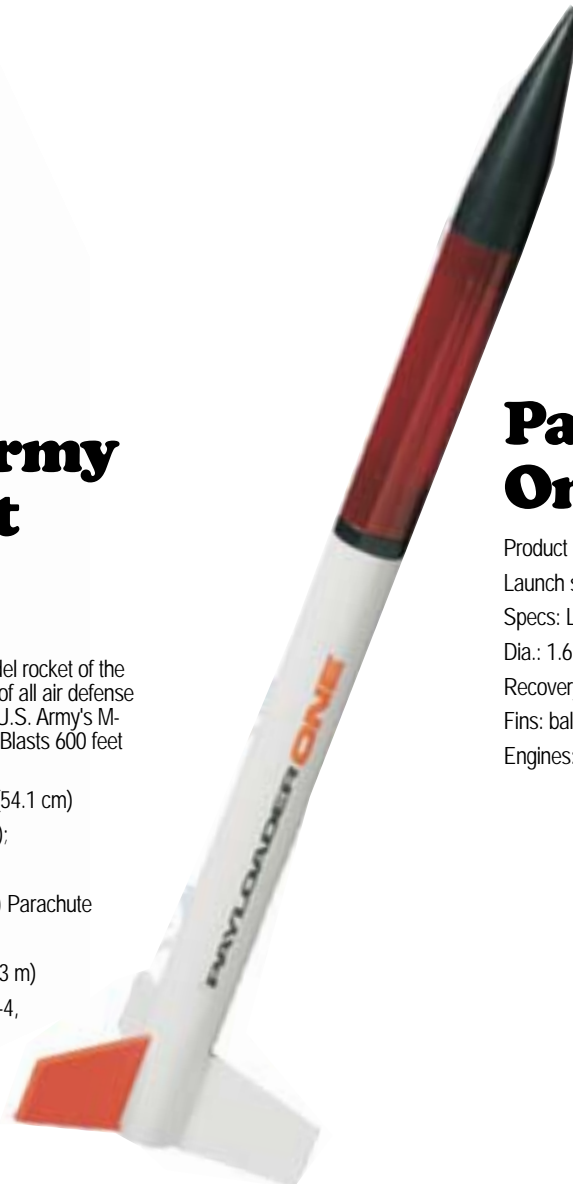 rmy
t
del rocket of the
of all air defense
U.S. Army's M-
Blasts 600 feet
54.1 cm)
);
Parachute
3 m)
-4,
PAYLOADER ONE
Pa
On
Product
Launch s
Specs: L
Dia.: 1.6
Recover
Fins: bal
Engines: